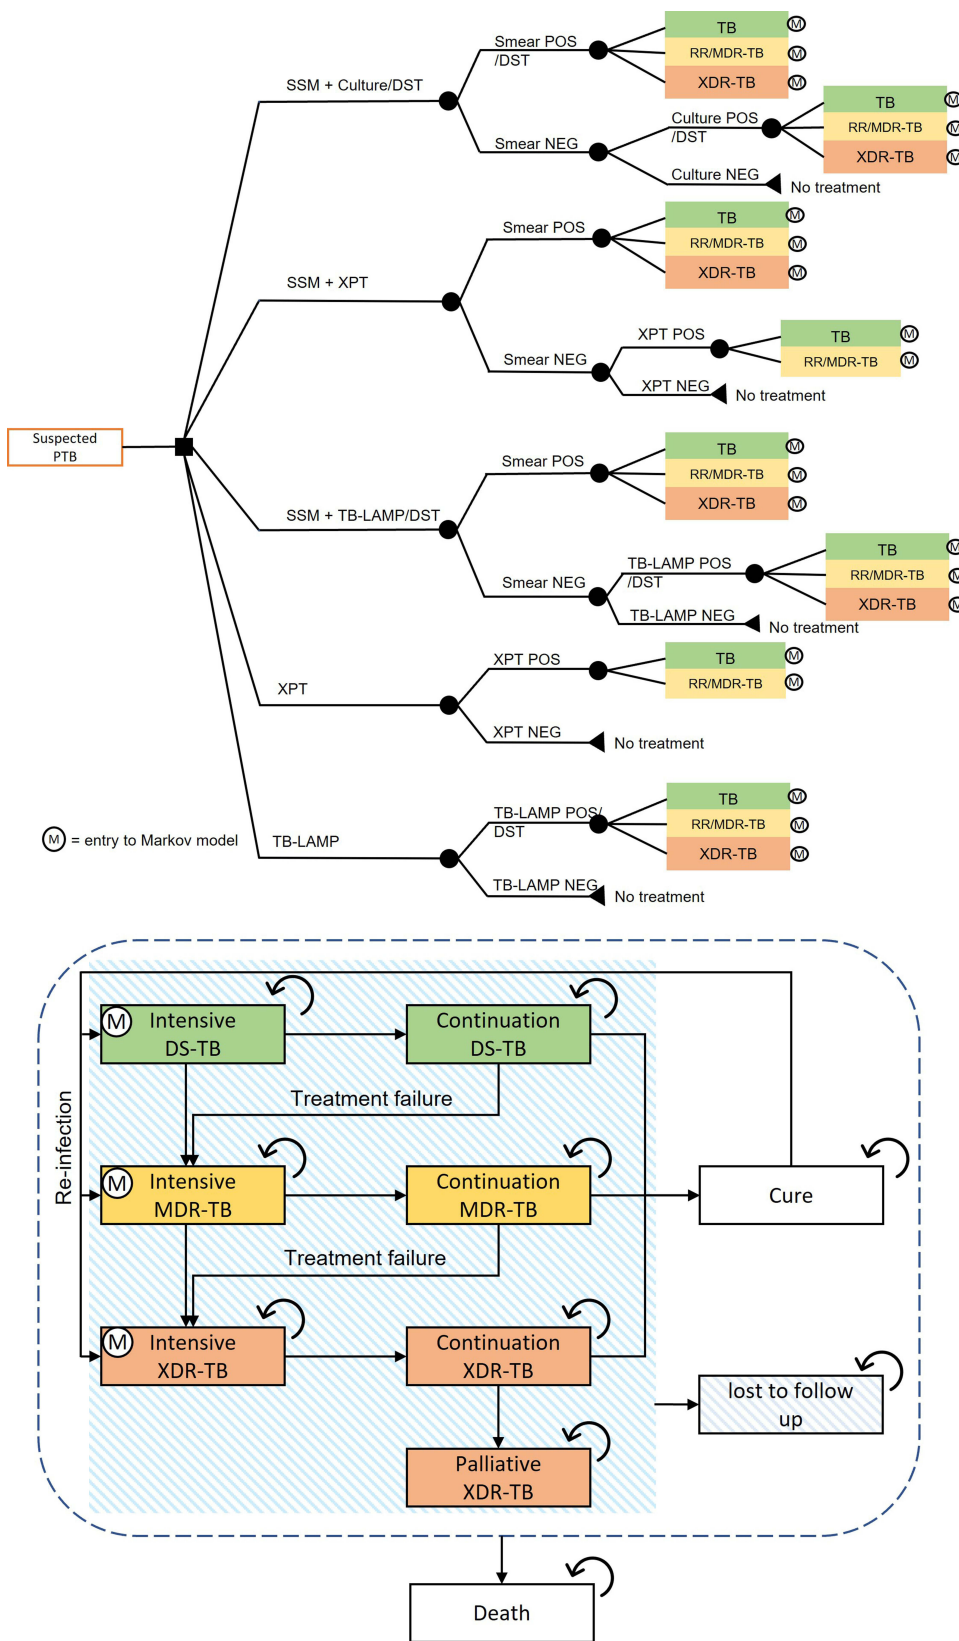 Smear POS
/DST
TB
M
RR/MDR-TB
M
XDR-TB
M
SSM + Culture/DST
Smear NEG
Culture POS
/DST
TB
M
RR/MDR-TB
M
XDR-TB
M
Culture NEG
No treatment
SSM + XPT
Smear POS
TB
M
RR/MDR-TB
M
XDR-TB
M
Smear NEG
XPT POS
TB
M
RR/MDR-TB
M
XPT NEG
No treatment
Suspected
PTB
SSM + TB-LAMP/DST
Smear POS
TB
M
RR/MDR-TB
M
XDR-TB
M
Smear NEG
TB-LAMP POS
/DST
TB
M
RR/MDR-TB
M
XDR-TB
M
TB-LAMP NEG
No treatment
XPT
XPT POS
TB
M
RR/MDR-TB
M
XPT NEG
No treatment
TB-LAMP
TB-LAMP POS/
DST
TB
M
RR/MDR-TB
M
XDR-TB
M
TB-LAMP NEG
No treatment
M = entry to Markov model
M
Intensive
DS-TB
Continuation
DS-TB
Treatment failure
Re-infection
M
Intensive
MDR-TB
Continuation
MDR-TB
Cure
Treatment failure
M
Intensive
XDR-TB
Continuation
XDR-TB
lost to follow
up
Palliative
XDR-TB
Death